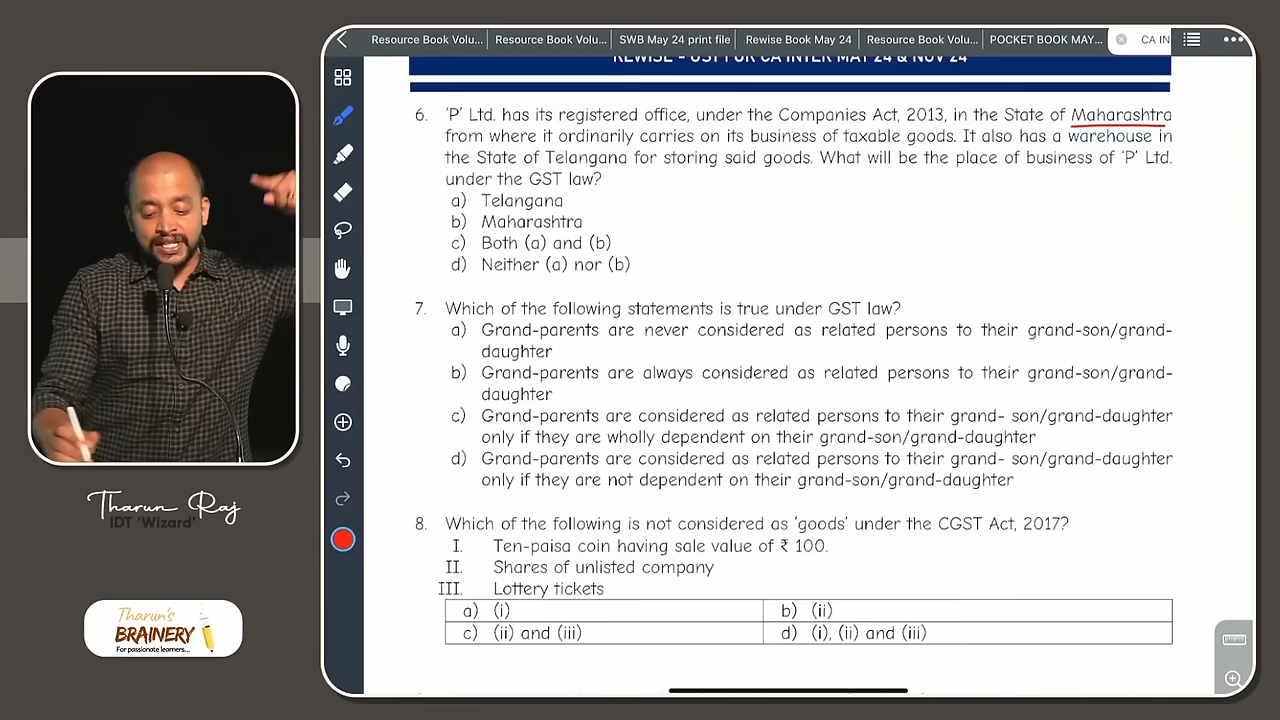 Resource Book Volu...
Resource Book Volu...
SWB May 24 print file
Rewise Book May 24
Resource Book Volu...
POCKET BOOK MAY...
CA IN
REWISE - GST FOR CA INTER MAY 24 & NOV 24
6. 'P' Ltd. has its registered office, under the Companies Act, 2013, in the State of Maharashtra
from where it ordinarily carries on its business of taxable goods. It also has a warehouse in
the State of Telangana for storing said goods. What will be the place of business of 'P' Ltd.
under the GST law?
a) Telangana
b) Maharashtra
c) Both (a) and (b)
d) Neither (a) nor (b)
7. Which of the following statements is true under GST law?
a) Grand-parents are never considered as related persons to their grand-son/grand-
daughter
b) Grand-parents are always considered as related persons to their grand-son/grand-
daughter
c) Grand-parents are considered as related persons to their grand- son/grand-daughter
only if they are wholly dependent on their grand-son/grand-daughter
d) Grand-parents are considered as related persons to their grand- son/grand-daughter
only if they are not dependent on their grand-son/grand-daughter
8. Which of the following is not considered as 'goods' under the CGST Act, 2017?
I. Ten-paisa coin having sale value of ₹ 100.
II. Shares of unlisted company
III. Lottery tickets
a) (i) b) (ii)
c) (ii) and (iii) d) (i), (ii) and (iii)
Tharun Raj
IDT 'Wizard'
Tharun's
BRAINERY
For passionate learners...